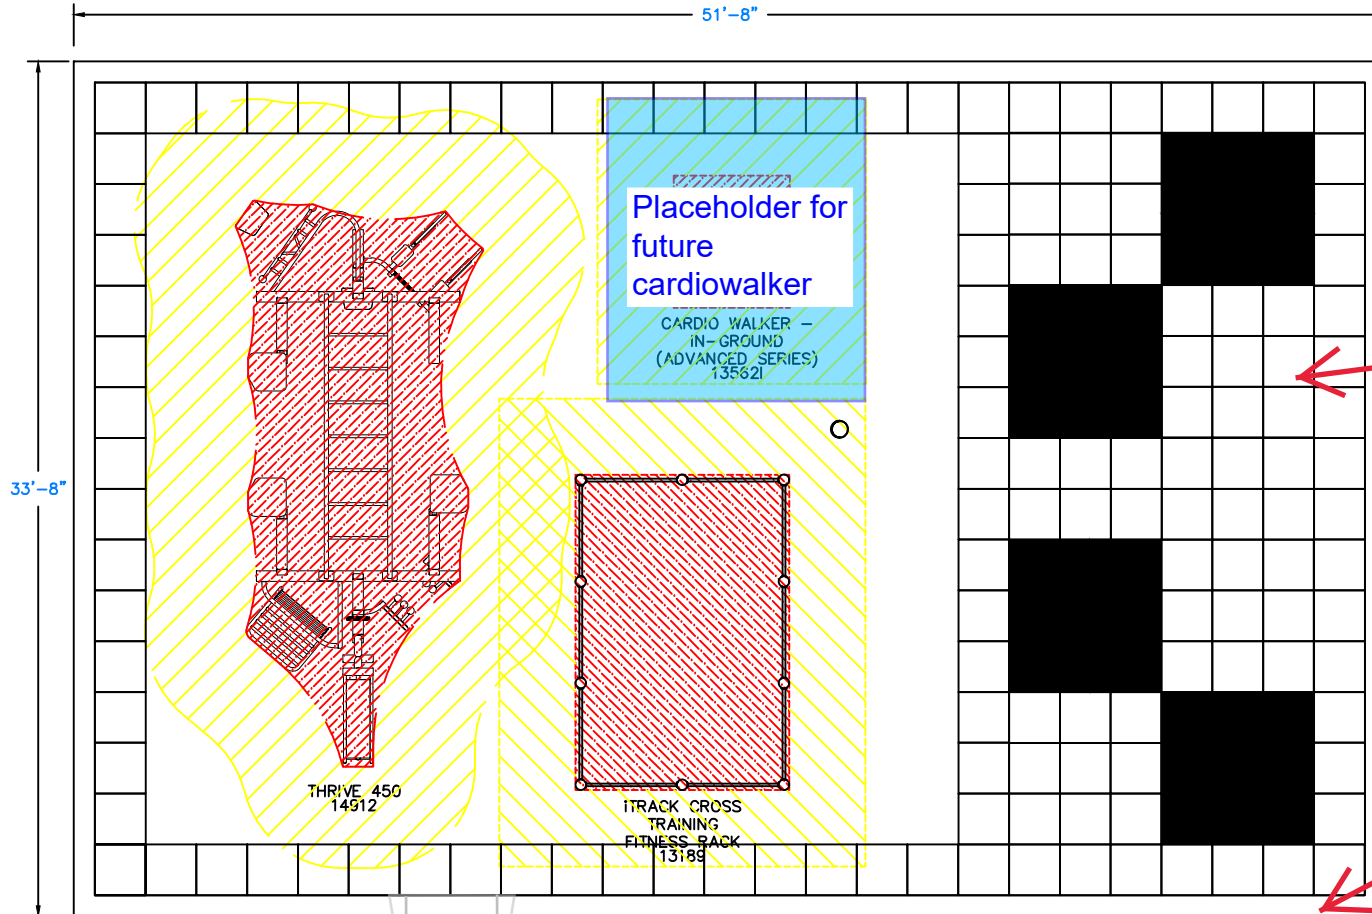 51'-8"
33'-8"
Placeholder for
future
cardiowalker
CARDIO WALKER –
IN-GROUND
(ADVANCED SERIES)
13562I
THRIVE 450
14912
ITRACK CROSS
TRAINING
FITNESS RACK
13189